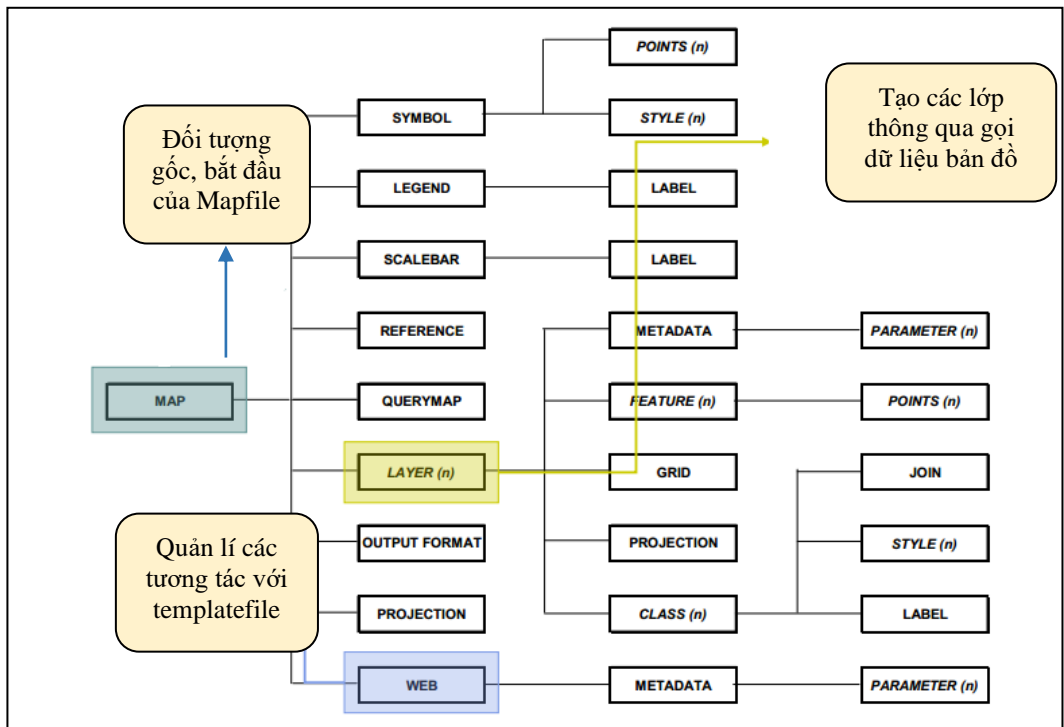 POINTS (n)
Đối tượng
gốc, bắt đầu
của Mapfile
SYMBOL
STYLE (n)
Tạo các lớp
thông qua gọi
dữ liệu bản đồ
LEGEND
LABEL
SCALEBAR
LABEL
REFERENCE
METADATA
PARAMETER (n)
MAP
QUERYMAP
FEATURE (n)
POINTS (n)
LAYER (n)
GRID
JOIN
Quản lí các
tương tác với
templatefile
OUTPUT FORMAT
PROJECTION
STYLE (n)
PROJECTION
CLASS (n)
LABEL
WEB
METADATA
PARAMETER (n)